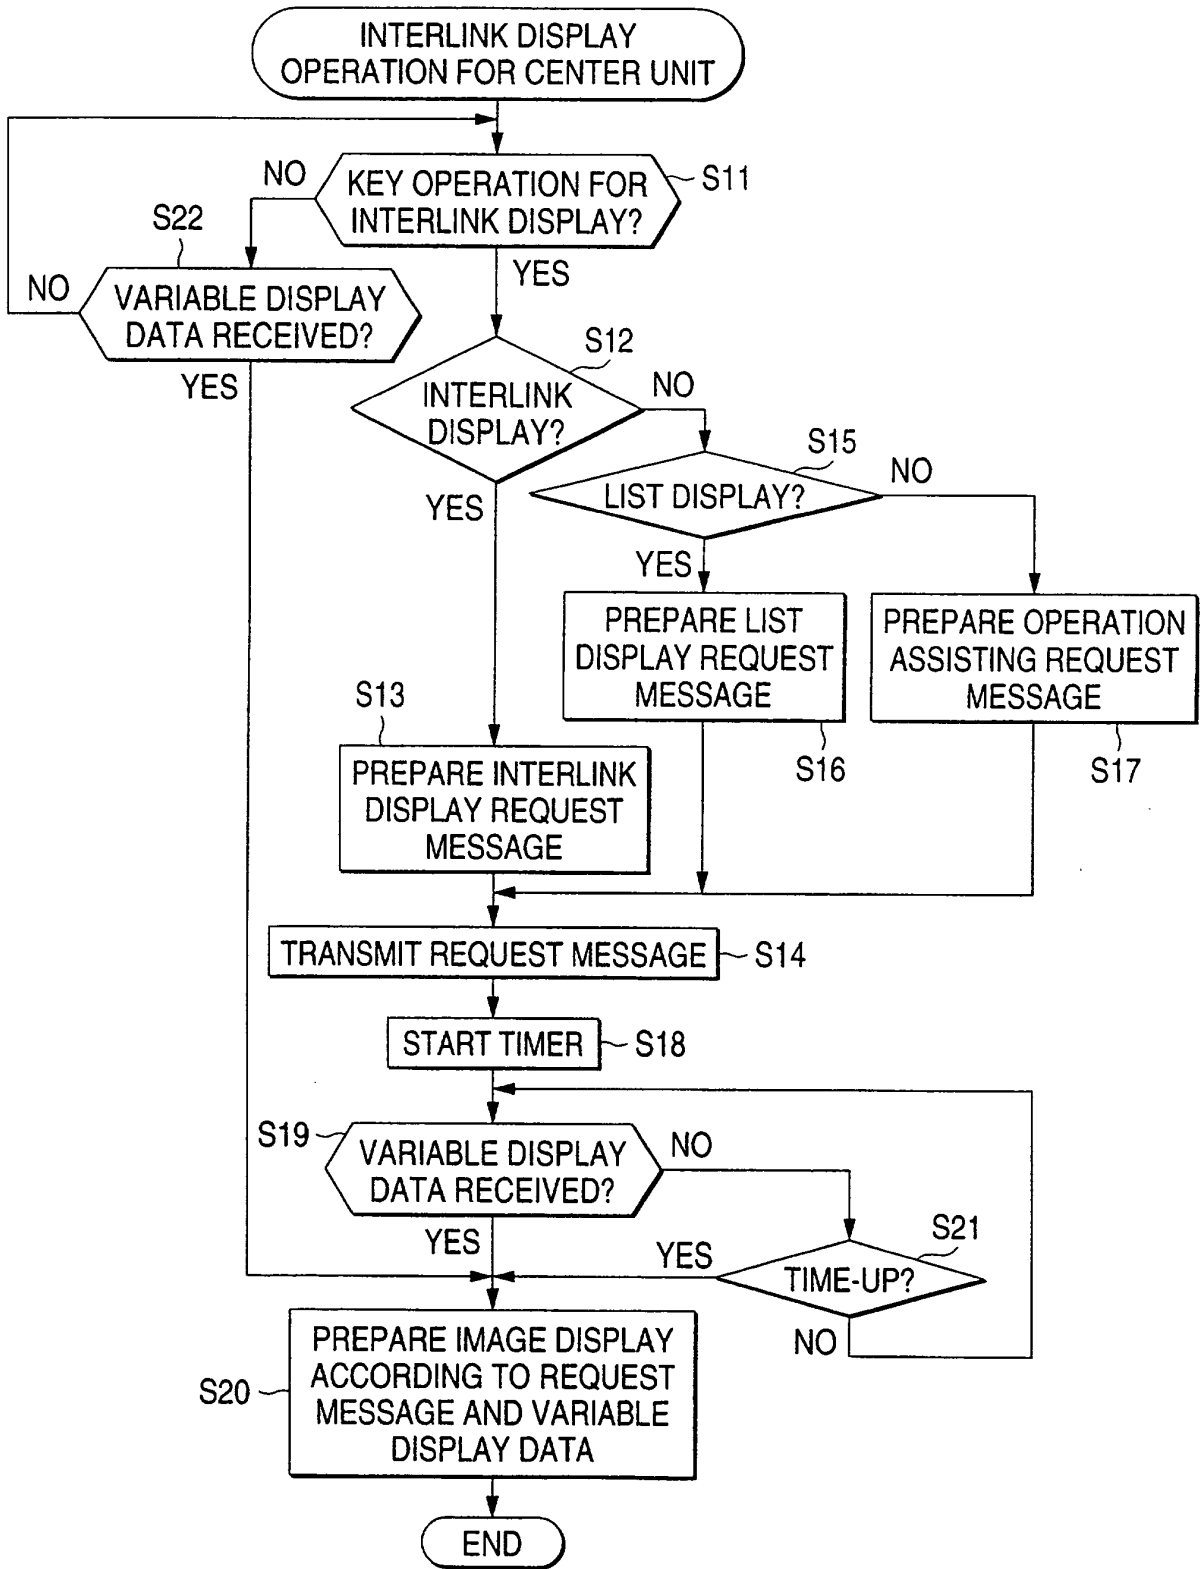 INTERLINK DISPLAY
OPERATION FOR CENTER UNIT
NO
KEY OPERATION FOR
INTERLINK DISPLAY?
S11
S22
YES
NO
VARIABLE DISPLAY
DATA RECEIVED?
YES
S12
INTERLINK
DISPLAY?
NO
YES
S15
LIST DISPLAY?
NO
YES
PREPARE LIST
DISPLAY REQUEST
MESSAGE
S16
PREPARE OPERATION
ASSISTING REQUEST
MESSAGE
S17
S13
PREPARE INTERLINK
DISPLAY REQUEST
MESSAGE
TRANSMIT REQUEST MESSAGE
S14
START TIMER
S18
S19
VARIABLE DISPLAY
DATA RECEIVED?
NO
YES
S21
TIME-UP?
YES
NO
S20
PREPARE IMAGE DISPLAY
ACCORDING TO REQUEST
MESSAGE AND VARIABLE
DISPLAY DATA
END